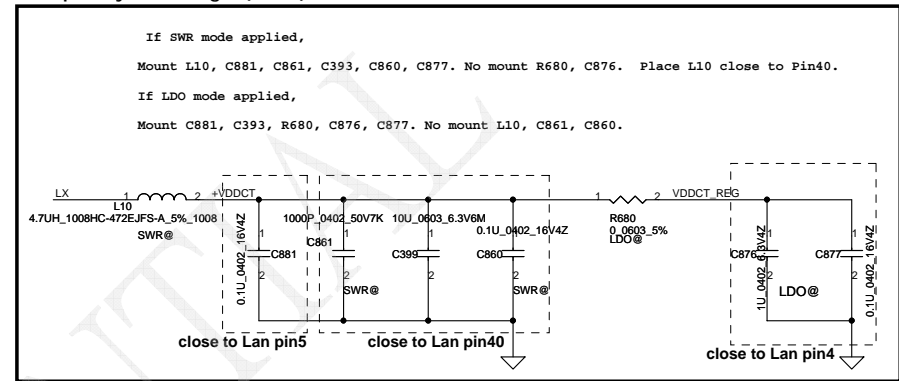 If SWR mode applied,
Mount L10, C881, C861, C393, C860, C877. No mount R680, C876. Place L10 close to Pin40.
If LDO mode applied,
Mount C881, C393, R680, C876, C877. No mount L10, C861, C860.
LX
1
2
+VDDCT
L10
4.7UH_1008HC-472EJFS-A_5%_1008
SWR@
0.1U_0402_16V4Z
1
C881
2
1000P_0402_50V7K
C861
1
2
SWR@
10U_0603_6.3V6M
1
C399
2
0.1U_0402_16V4Z
1
C860
2
SWR@
1
2
VDDCT_REG
R680
0_0603_5%
LDO@
1U_0402_6.3V4Z
1
C876
2
LDO@
1
C877
2
0.1U_0402_16V4Z
close to Lan pin5
close to Lan pin40
close to Lan pin4